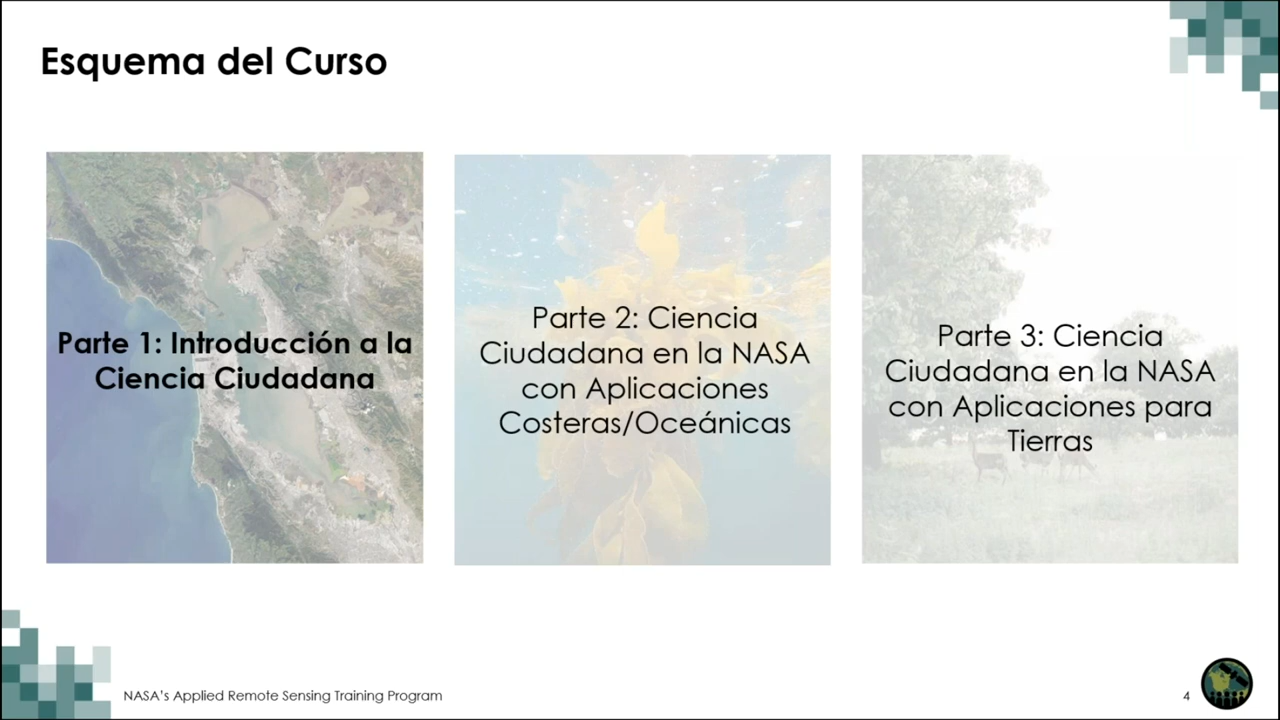 Esquema del Curso
Parte 1: Introducción a la
Ciencia Ciudadana
Parte 2: Ciencia
Ciudadana en la NASA
con Aplicaciones
Costeras/Oceánicas
Parte 3: Ciencia
Ciudadana en la NASA
con Aplicaciones para
Tierras
NASA's Applied Remote Sensing Training Program
4